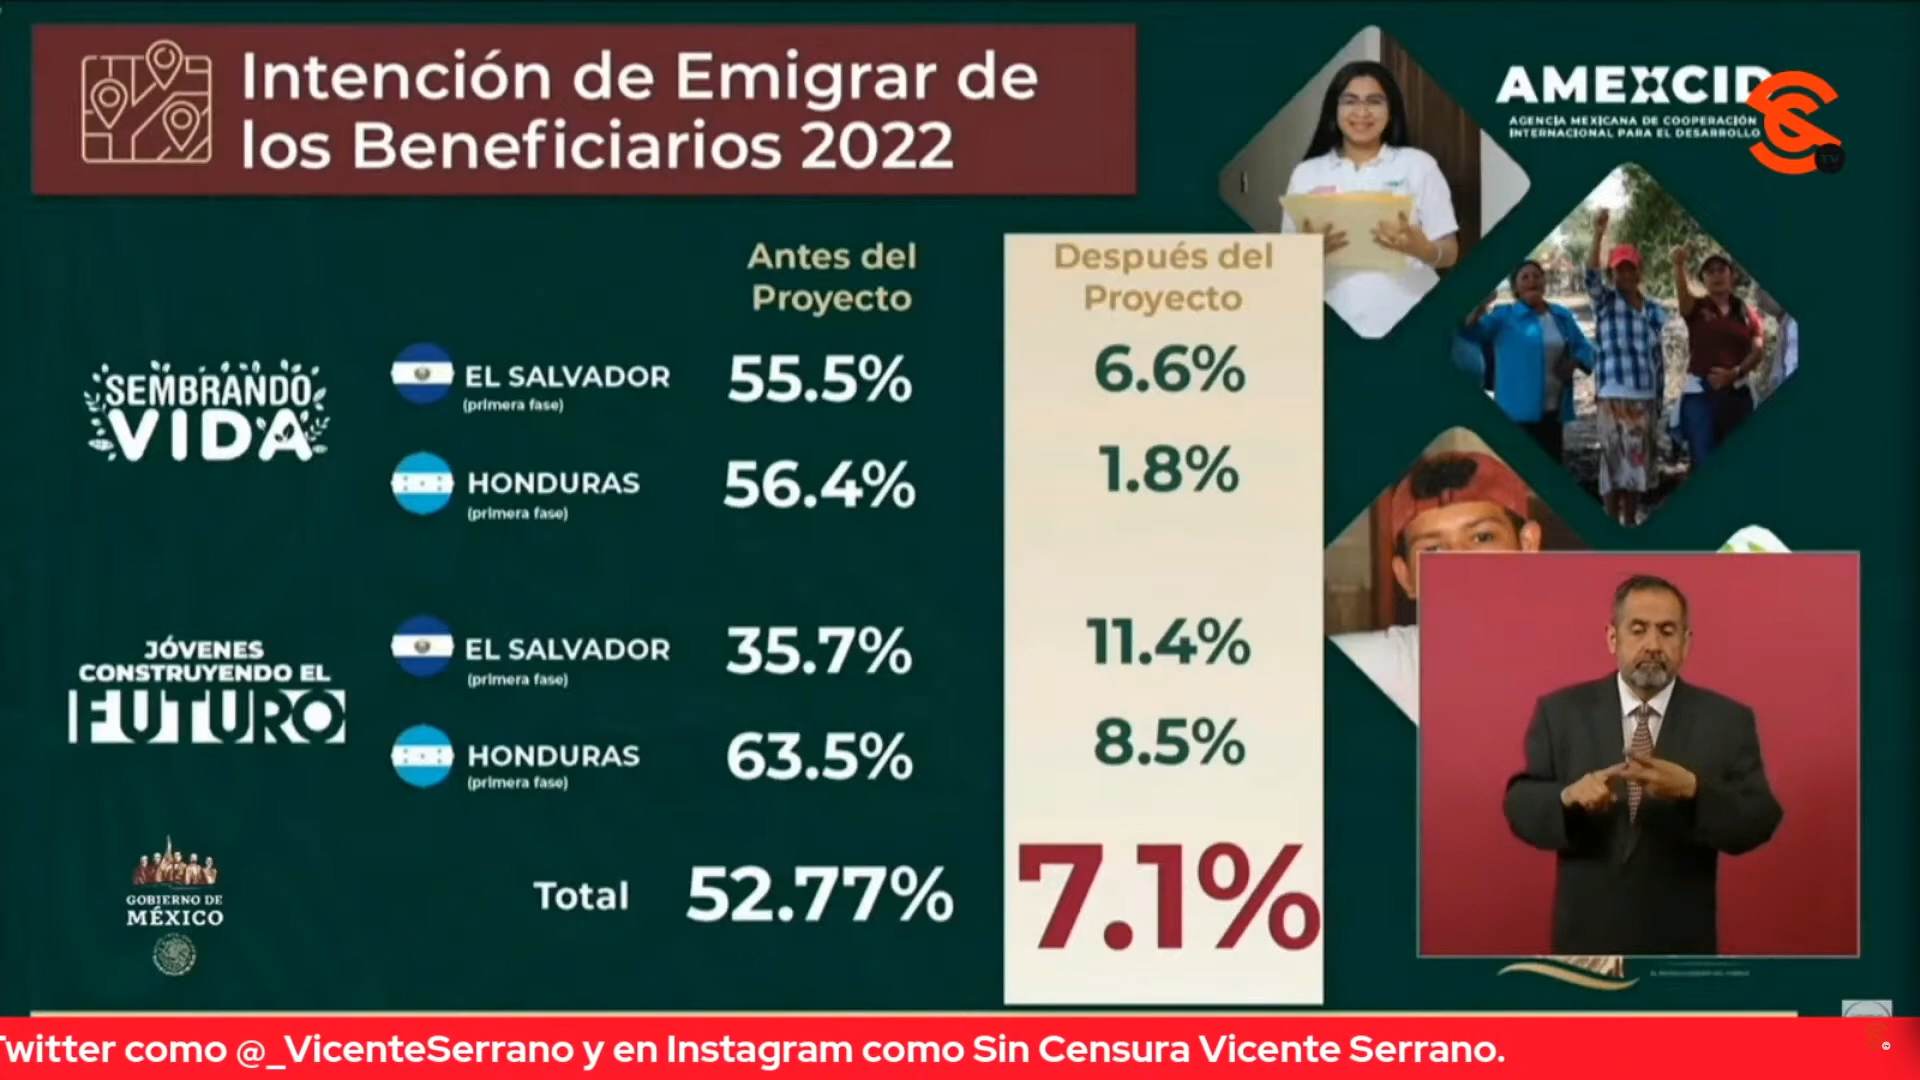 Intención de Emigrar de
los Beneficiarios 2022
AMEXCID
AGENCIA MEXICANA DE COOPERACIÓN
INTERNACIONAL PARA EL DESARROLLO
TV
Antes del
Proyecto
Después del
Proyecto
SEMBRANDO
VIDA
EL SALVADOR
(primera fase)
55.5%
6.6%
HONDURAS
(primera fase)
56.4%
1.8%
JÓVENES
CONSTRUYENDO EL
FUTURO
EL SALVADOR
(primera fase)
35.7%
11.4%
HONDURAS
(primera fase)
63.5%
8.5%
GOBIERNO DE
MÉXICO
Total
52.77%
7.1%
Twitter como @_VicenteSerrano y en Instagram como Sin Censura Vicente Serrano.